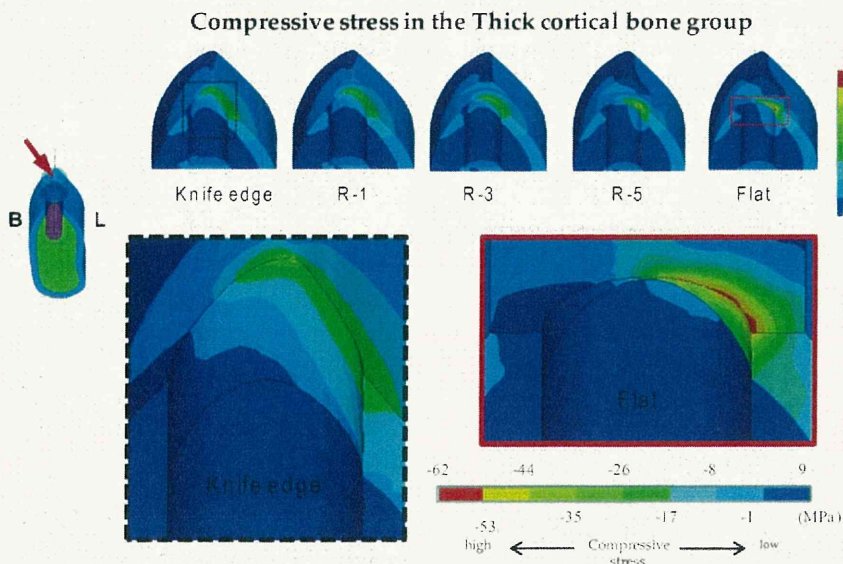 Compressive stress in the Thick cortical bone group
Knife edge R-1 R-3 R-5 Flat
B L
Knife edge
Flat
-62 -44 -26 -8 9
-53 -35 -17 -1 (MPa)
high Compressive stress low